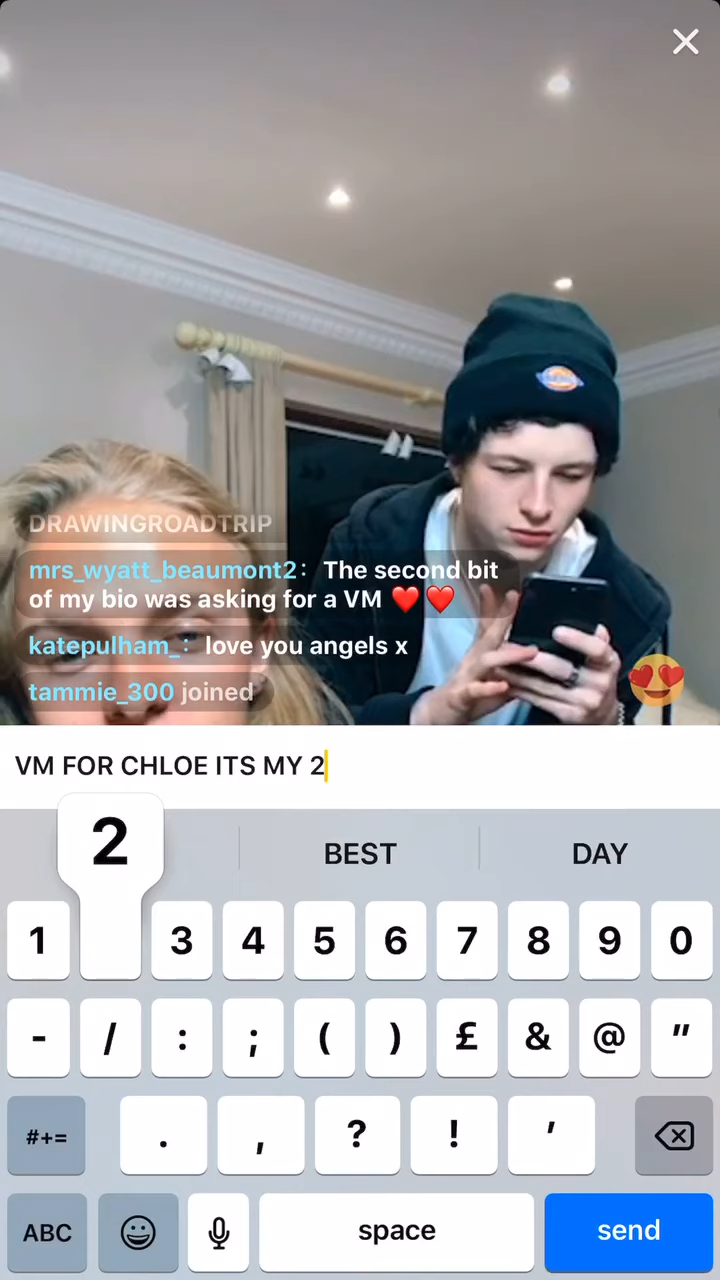 DRAWINGROADTRIP
mrs_wyatt_beaumont2: The second bit
of my bio was asking for a VM ❤️❤️
katepulham_: love you angels x
tammie_300 joined
VM FOR CHLOE ITS MY 2
2
BEST DAY
1 3 4 5 6 7 8 9 0
- / : ; ( ) £ & @ "
#+= . , ? ! '
ABC space send